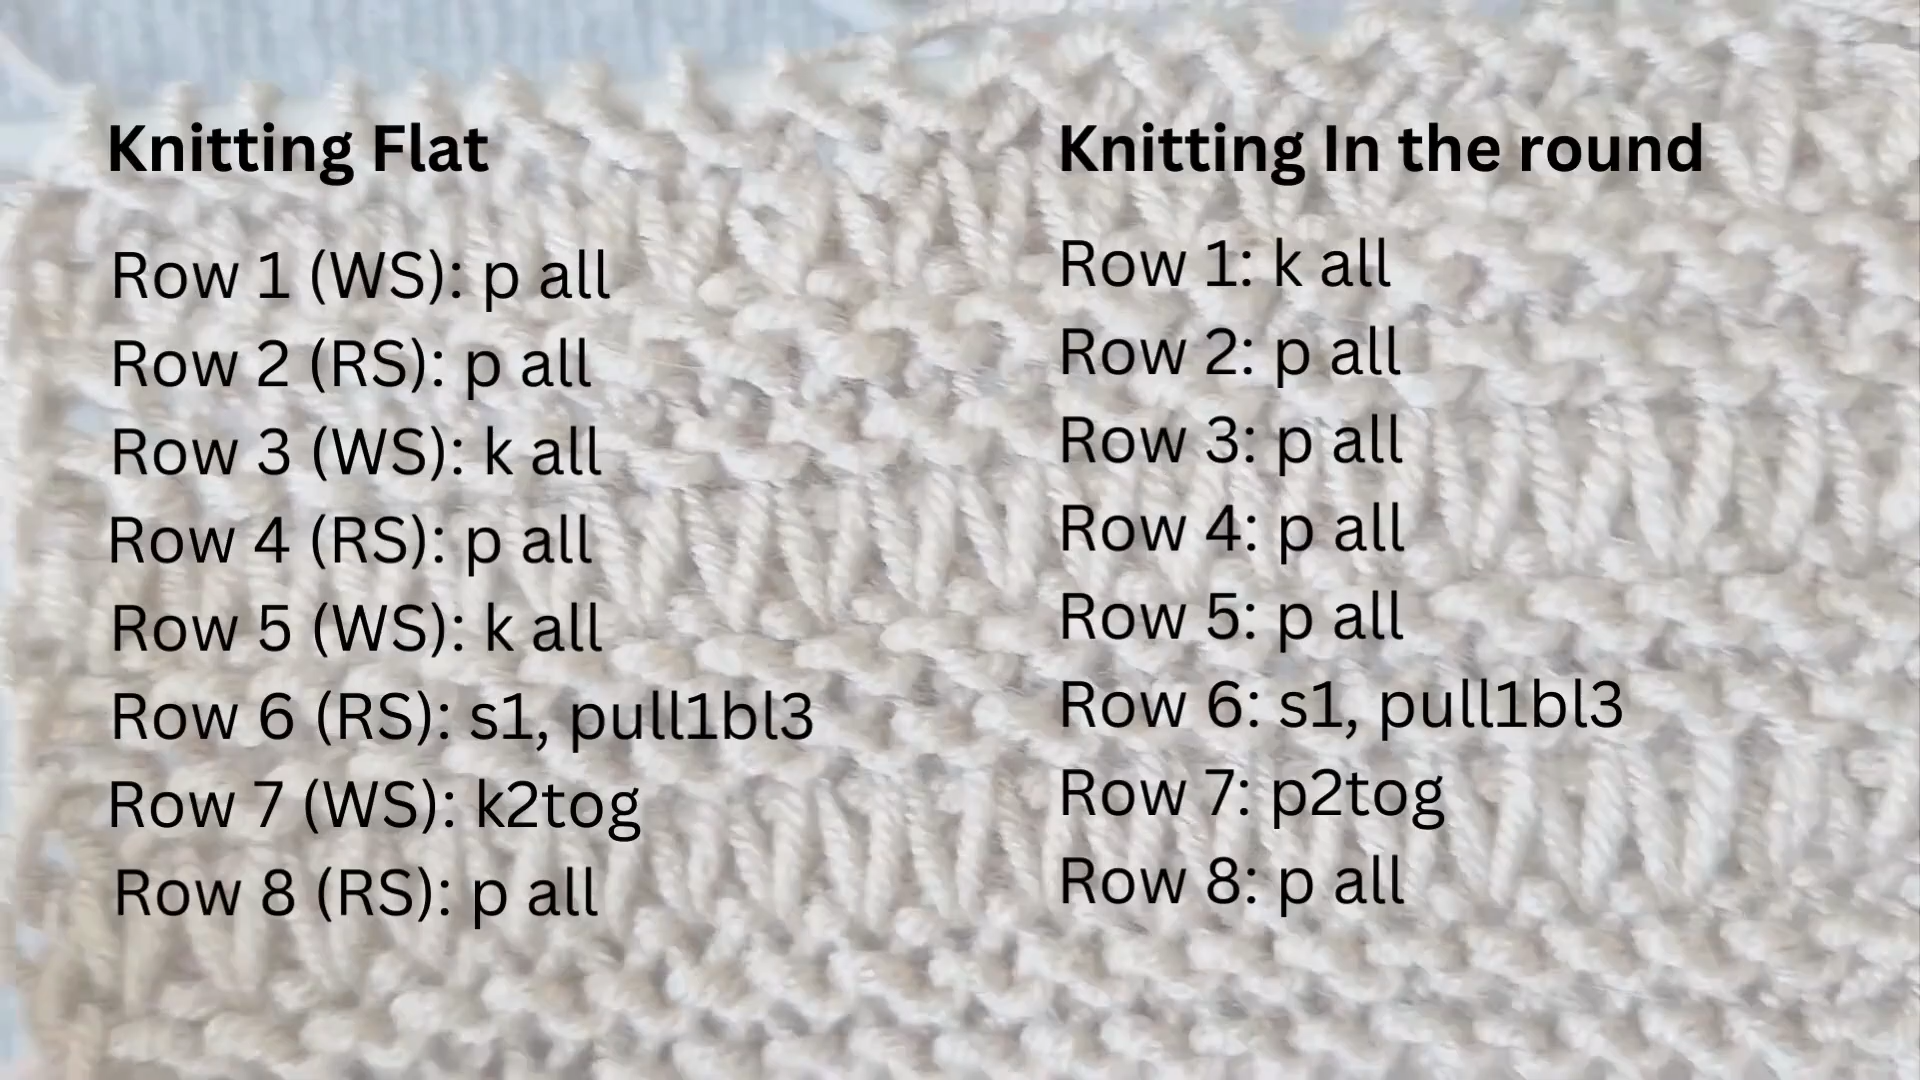 Knitting Flat
Row 1 (WS): p all
Row 2 (RS): p all
Row 3 (WS): k all
Row 4 (RS): p all
Row 5 (WS): k all
Row 6 (RS): s1, pull1bl3
Row 7 (WS): k2tog
Row 8 (RS): p all
Knitting In the round
Row 1: k all
Row 2: p all
Row 3: p all
Row 4: p all
Row 5: p all
Row 6: s1, pull1bl3
Row 7: p2tog
Row 8: p all